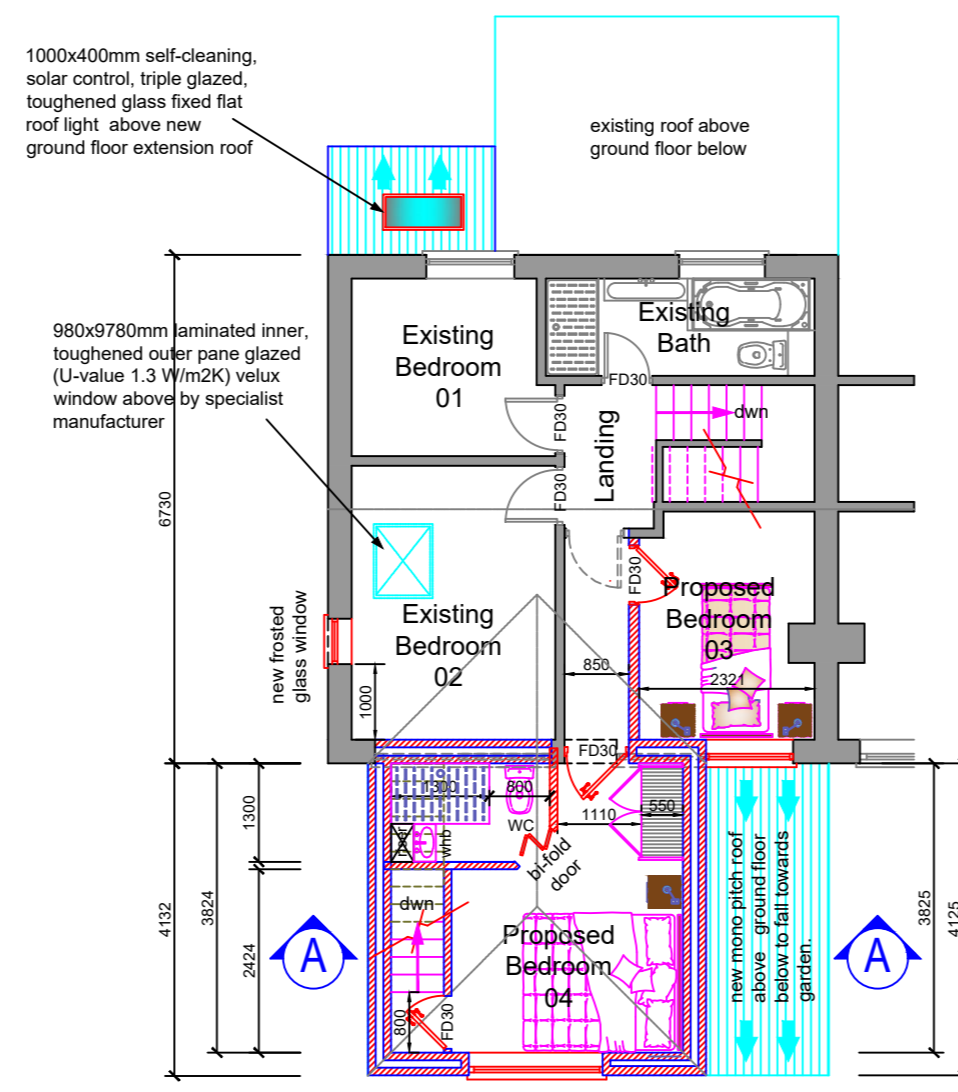 1000x400mm self-cleaning,
solar control, triple glazed,
toughened glass fixed flat
roof light above new
ground floor extension roof
existing roof above
ground floor below
980x9780mm laminated inner,
toughened outer pane glazed
(U-value 1.3 W/m2K) velux
window above by specialist
manufacturer
Existing
Bedroom
01
Existing
Bath
FD30
dwn
FD30
Landing
FD30
6730
Existing
Bedroom
02
new frosted
glass window
1000
FD30
Proposed
Bedroom
03
850
2321
FD30
1300
800
WC
whb
1110
550
bi-fold
door
dwn
Proposed
Bedroom
04
800
FD30
1300
2424
3824
4132
A
new mono pitch roof
above ground floor
below to fall towards
garden.
A
3825
4125